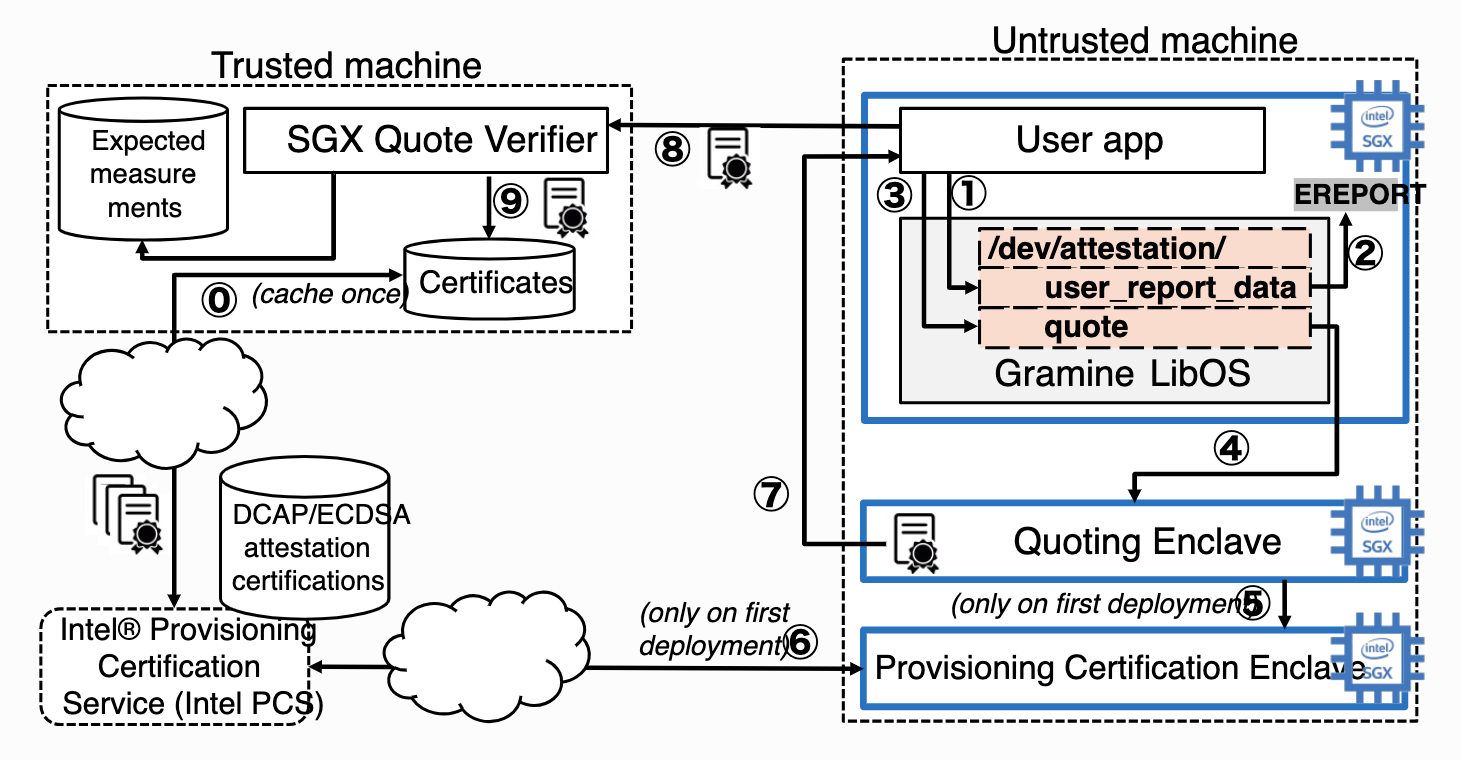 Trusted machine
Expected
measure
ments
SGX Quote Verifier
⑧
⑨
Certificates
⓪
(cache once)
DCAP/ECDSA
attestation
certifications
Intel® Provisioning
Certification
Service (Intel PCS)
Untrusted machine
User app
intel
SGX
③
①
EREPORT
②
/dev/attestation/
user_report_data
quote
Gramine LibOS
④
⑦
Quoting Enclave
intel
SGX
(only on first deployment)
⑤
(only on first
deployment)
⑥
Provisioning Certification Enclave
intel
SGX